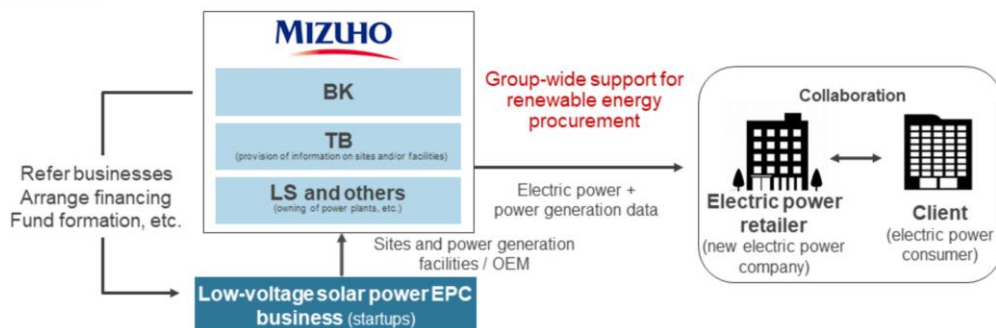 MIZUHO
BK
TB
(provision of information on sites and/or facilities)
LS and others
(owning of power plants, etc.)
Refer businesses
Arrange financing
Fund formation, etc.
Group-wide support for
renewable energy
procurement
Electric power +
power generation data
Sites and power generation
facilities / OEM
Low-voltage solar power EPC
business (startups)
Collaboration
Electric power
retailer
(new electric power
company)
Client
(electric power
consumer)